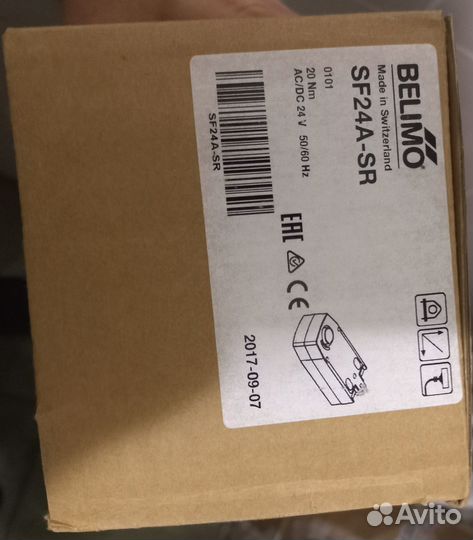 BELIMO
Made in Switzerland
SF24A-SR
0101
20 Nm
AC/DC 24 V 50/60 Hz
SF24A-SR
EAC
CE
2017-09-07
Avito